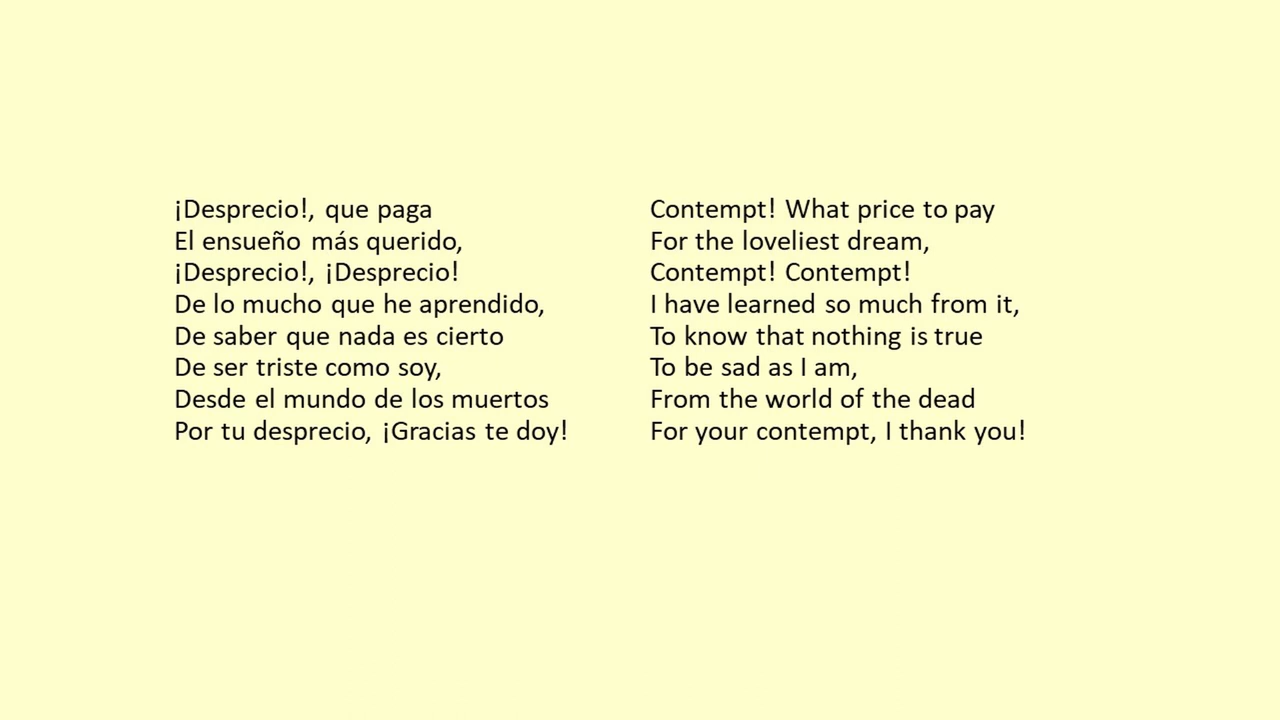 ¡Desprecio!, que paga
El ensueño más querido,
¡Desprecio!, ¡Desprecio!
De lo mucho que he aprendido,
De saber que nada es cierto
De ser triste como soy,
Desde el mundo de los muertos
Por tu desprecio, ¡Gracias te doy!
Contempt! What price to pay
For the loveliest dream,
Contempt! Contempt!
I have learned so much from it,
To know that nothing is true
To be sad as I am,
From the world of the dead
For your contempt, I thank you!